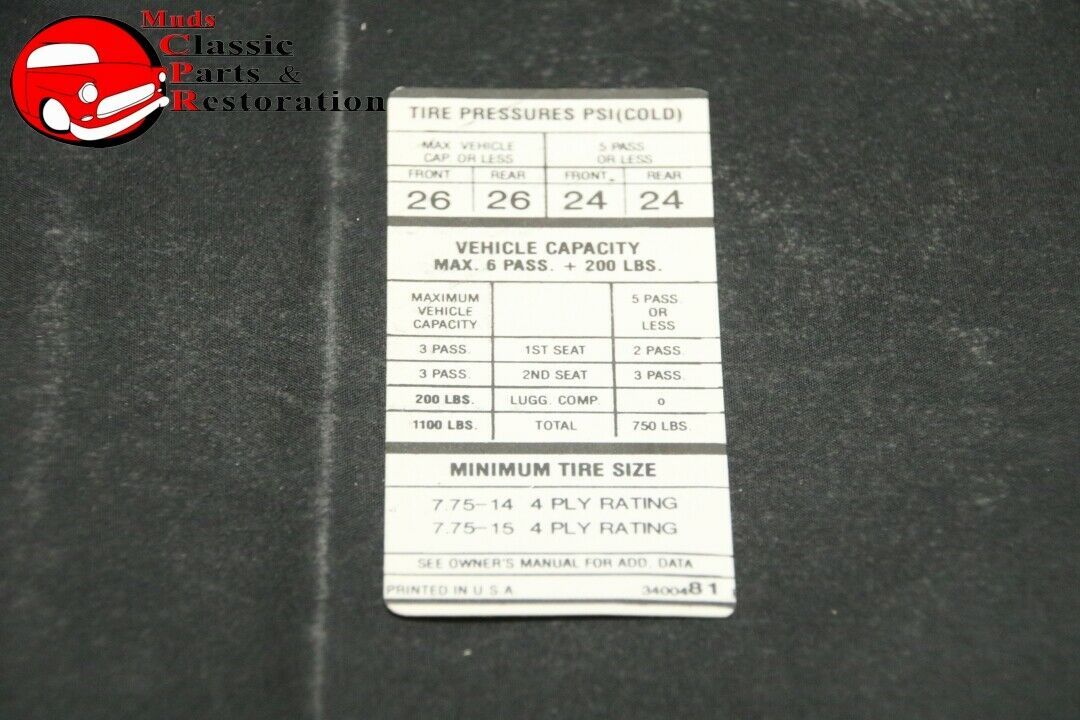 Muds
Classic
Parts &
Restoration
TIRE PRESSURES PSI(COLD)
MAX VEHICLE CAP OR LESS
5 PASS OR LESS
FRONT REAR FRONT REAR
26 26 24 24
VEHICLE CAPACITY
MAX. 6 PASS. + 200 LBS.
MAXIMUM VEHICLE CAPACITY
5 PASS. OR LESS
3 PASS. 1ST SEAT 2 PASS.
3 PASS. 2ND SEAT 3 PASS.
200 LBS. LUGG. COMP. o
1100 LBS. TOTAL 750 LBS.
MINIMUM TIRE SIZE
7.75-14 4 PLY RATING
7.75-15 4 PLY RATING
SEE OWNER'S MANUAL FOR ADD. DATA
PRINTED IN U.S.A. 3400481